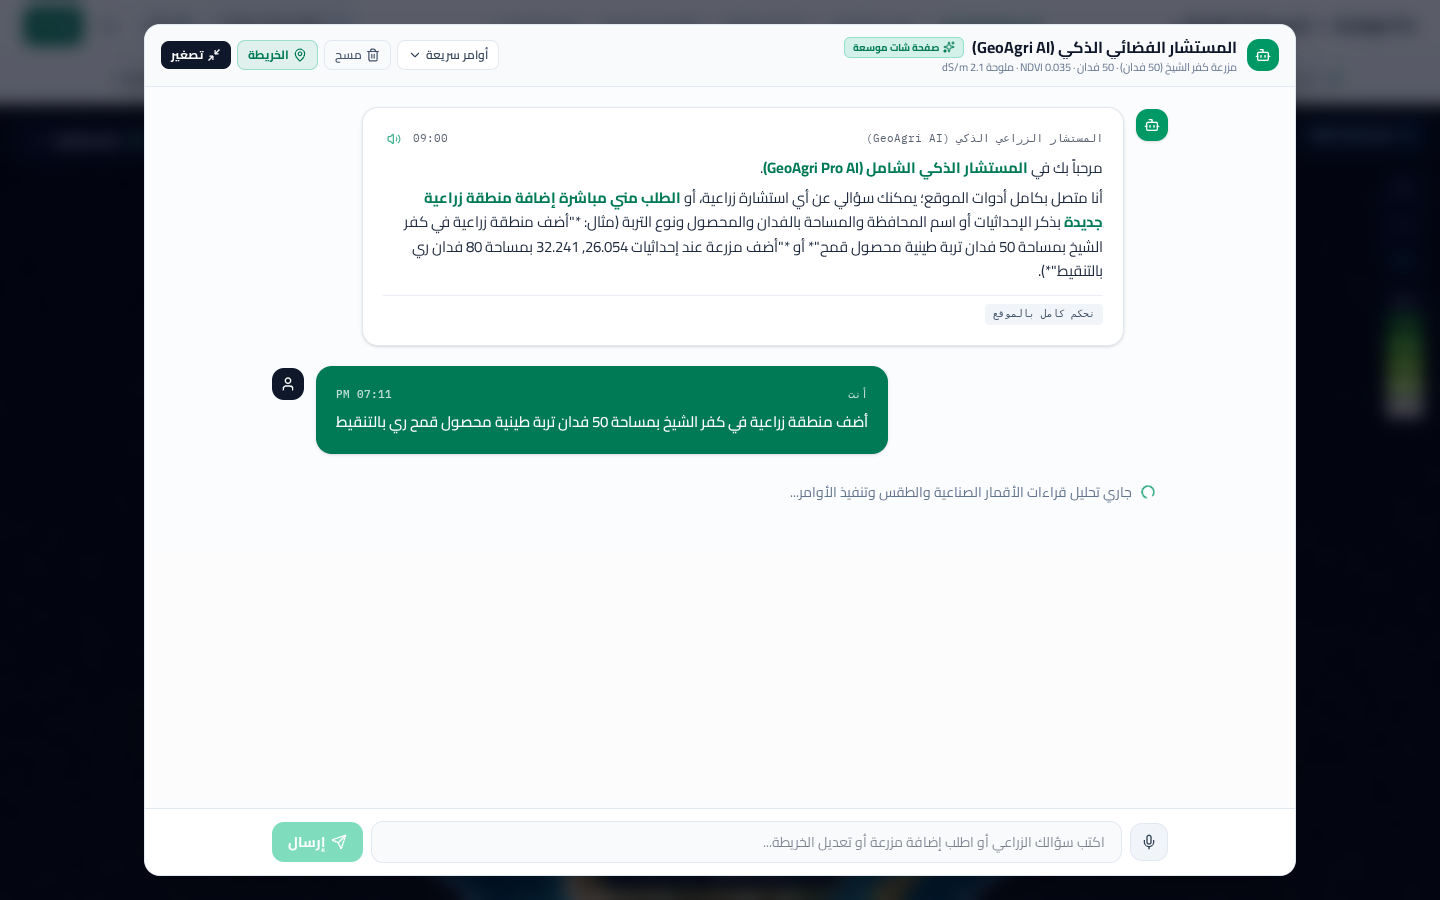 المستشار الفضائي الذكي (GeoAgri AI)
صفحة شات موسعة
مزرعة كفر الشيخ (50 فدان) · 50 فدان · NDVI 0.035 · ملوحة 2.1 dS/m
أوامر سريعة
مسح
الخريطة
تصغير
المستشار الزراعي الذكي (GeoAgri AI)
09:00
مرحباً بك في المستشار الذكي الشامل (GeoAgri Pro AI).
أنا متصل بكامل أدوات الموقع؛ يمكنك سؤالي عن أي استشارة زراعية، أو الطلب مني مباشرة إضافة منطقة زراعية
جديدة بذكر الإحداثيات أو اسم المحافظة والمساحة بالفدان والمحصول ونوع التربة (مثال: *"أضف منطقة زراعية في كفر
الشيخ بمساحة 50 فدان تربة طينية محصول قمح"* أو *"أضف مزرعة عند إحداثيات 26.054, 32.241 بمساحة 80 فدان ري
بالتنقيط"*).
تحكم كامل بالموقع
أنت
07:11 PM
أضف منطقة زراعية في كفر الشيخ بمساحة 50 فدان تربة طينية محصول قمح ري بالتنقيط
جاري تحليل قراءات الأقمار الصناعية والطقس وتنفيذ الأوامر...
اكتب سؤالك الزراعي أو اطلب إضافة مزرعة أو تعديل الخريطة...
إرسال